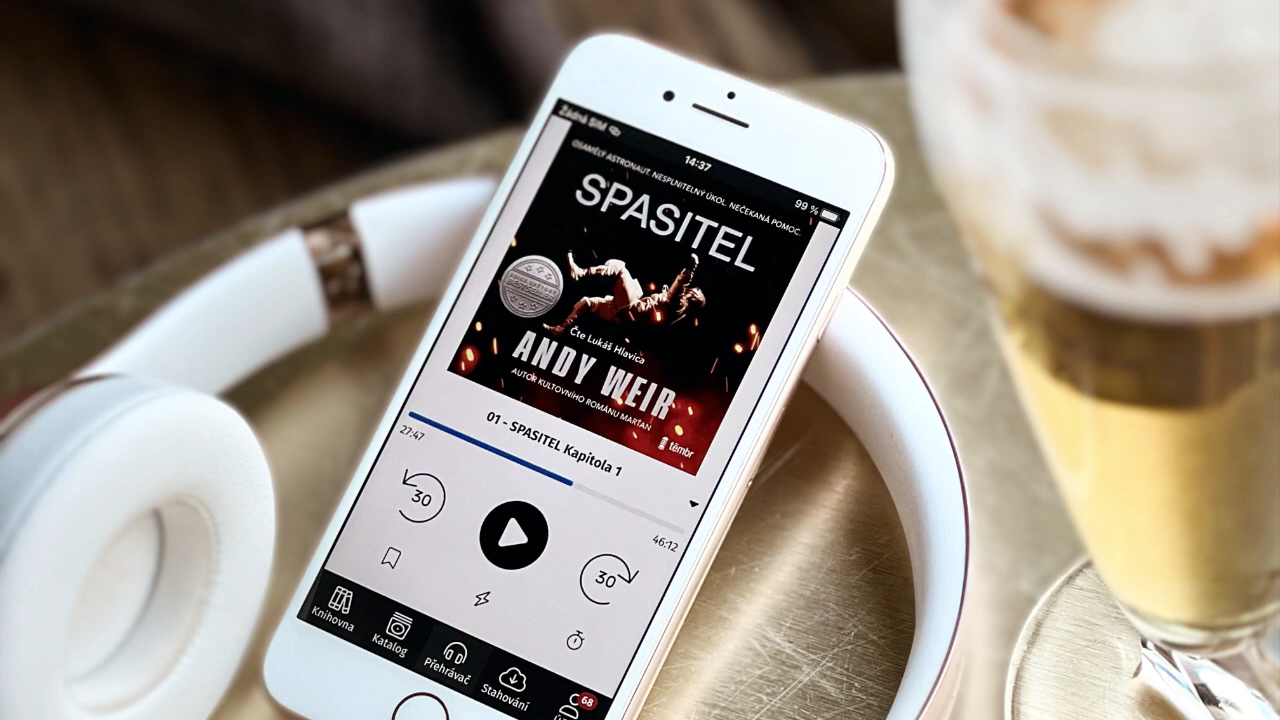 Žádná SIM
14:37
99 %
OSAMĚLÝ ASTRONAUT. NESPLNITELNÝ ÚKOL. NEČEKANÁ POMOC.
SPASITEL
Čte Lukáš Hlavica
ANDY WEIR
AUTOR KULTOVNÍHO ROMÁNU MARŤAN
témbr
01 - SPASITEL Kapitola 1
27:47
46:12
30
30
Knihovna
Katalog
Přehrávač
Stahování
68